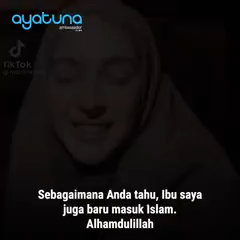 ayatuna
TikTok
Sebagaimana Anda tahu, Ibu saya
juga baru masuk Islam.
Alhamdulillah